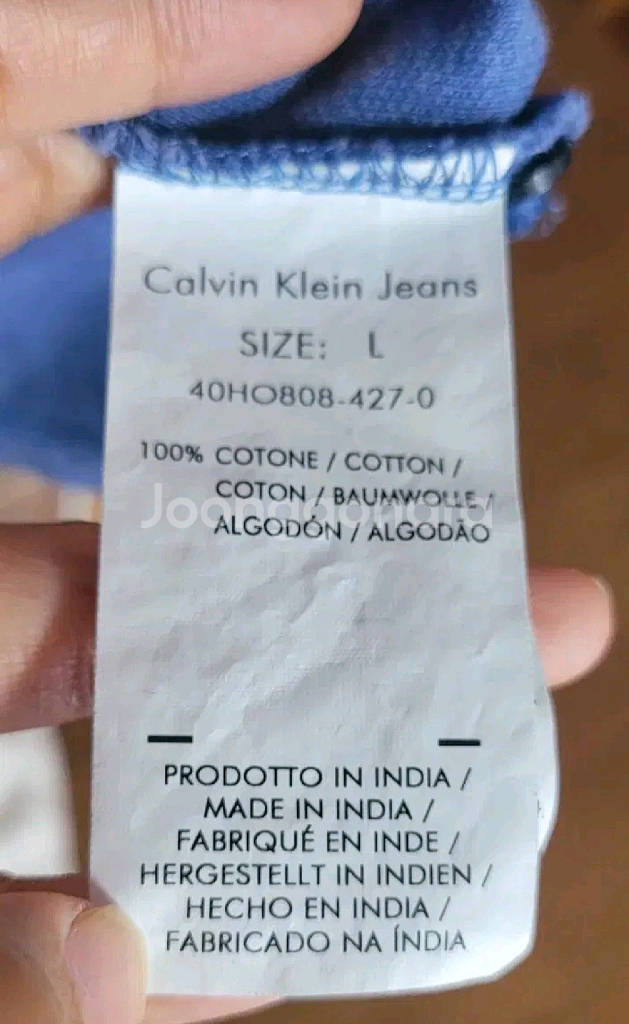 Calvin Klein Jeans
SIZE: L
40HO808-427-0
100% COTONE / COTTON /
COTON / BAUMWOLLE /
ALGODÓN / ALGODÃO
Joongonara
PRODOTTO IN INDIA /
MADE IN INDIA /
FABRIQUÉ EN INDE /
HERGESTELLT IN INDIEN /
HECHO EN INDIA /
FABRICADO NA ÍNDIA